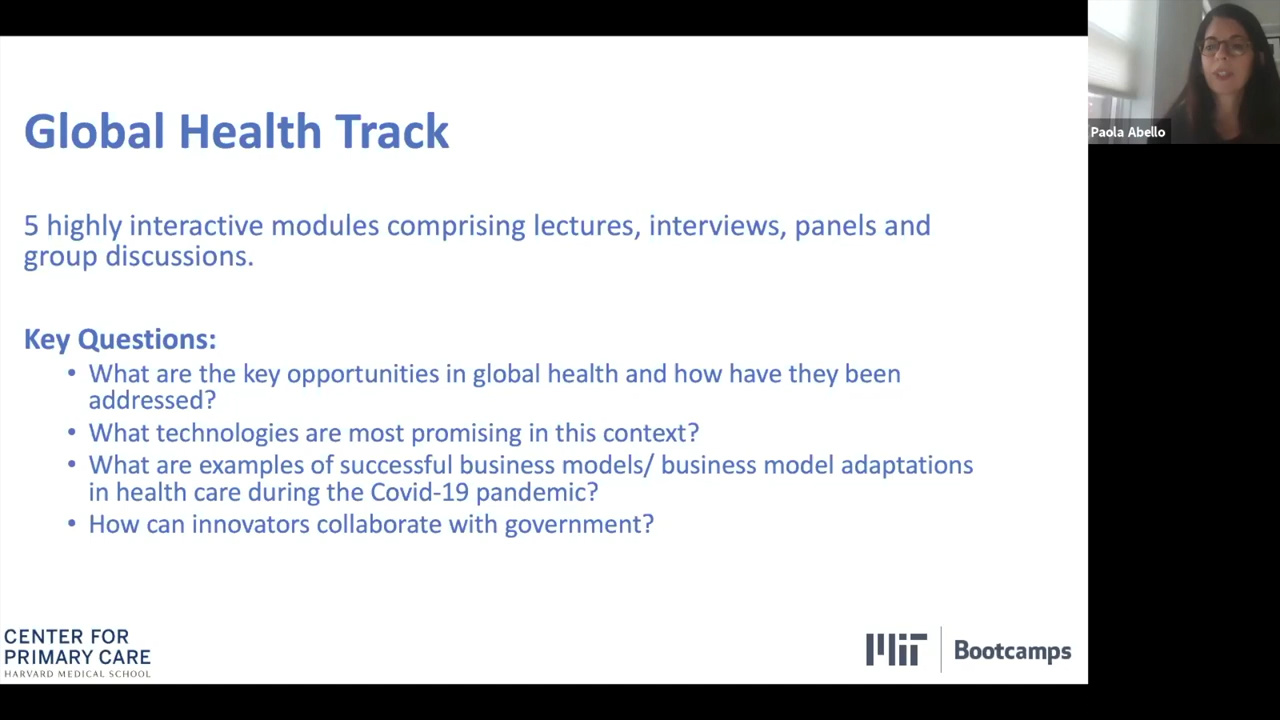 Global Health Track
5 highly interactive modules comprising lectures, interviews, panels and
group discussions.
Key Questions:
• What are the key opportunities in global health and how have they been
addressed?
• What technologies are most promising in this context?
• What are examples of successful business models/ business model adaptations
in health care during the Covid-19 pandemic?
• How can innovators collaborate with government?
CENTER FOR
PRIMARY CARE
HARVARD MEDICAL SCHOOL
MIT
Bootcamps
Paola Abello